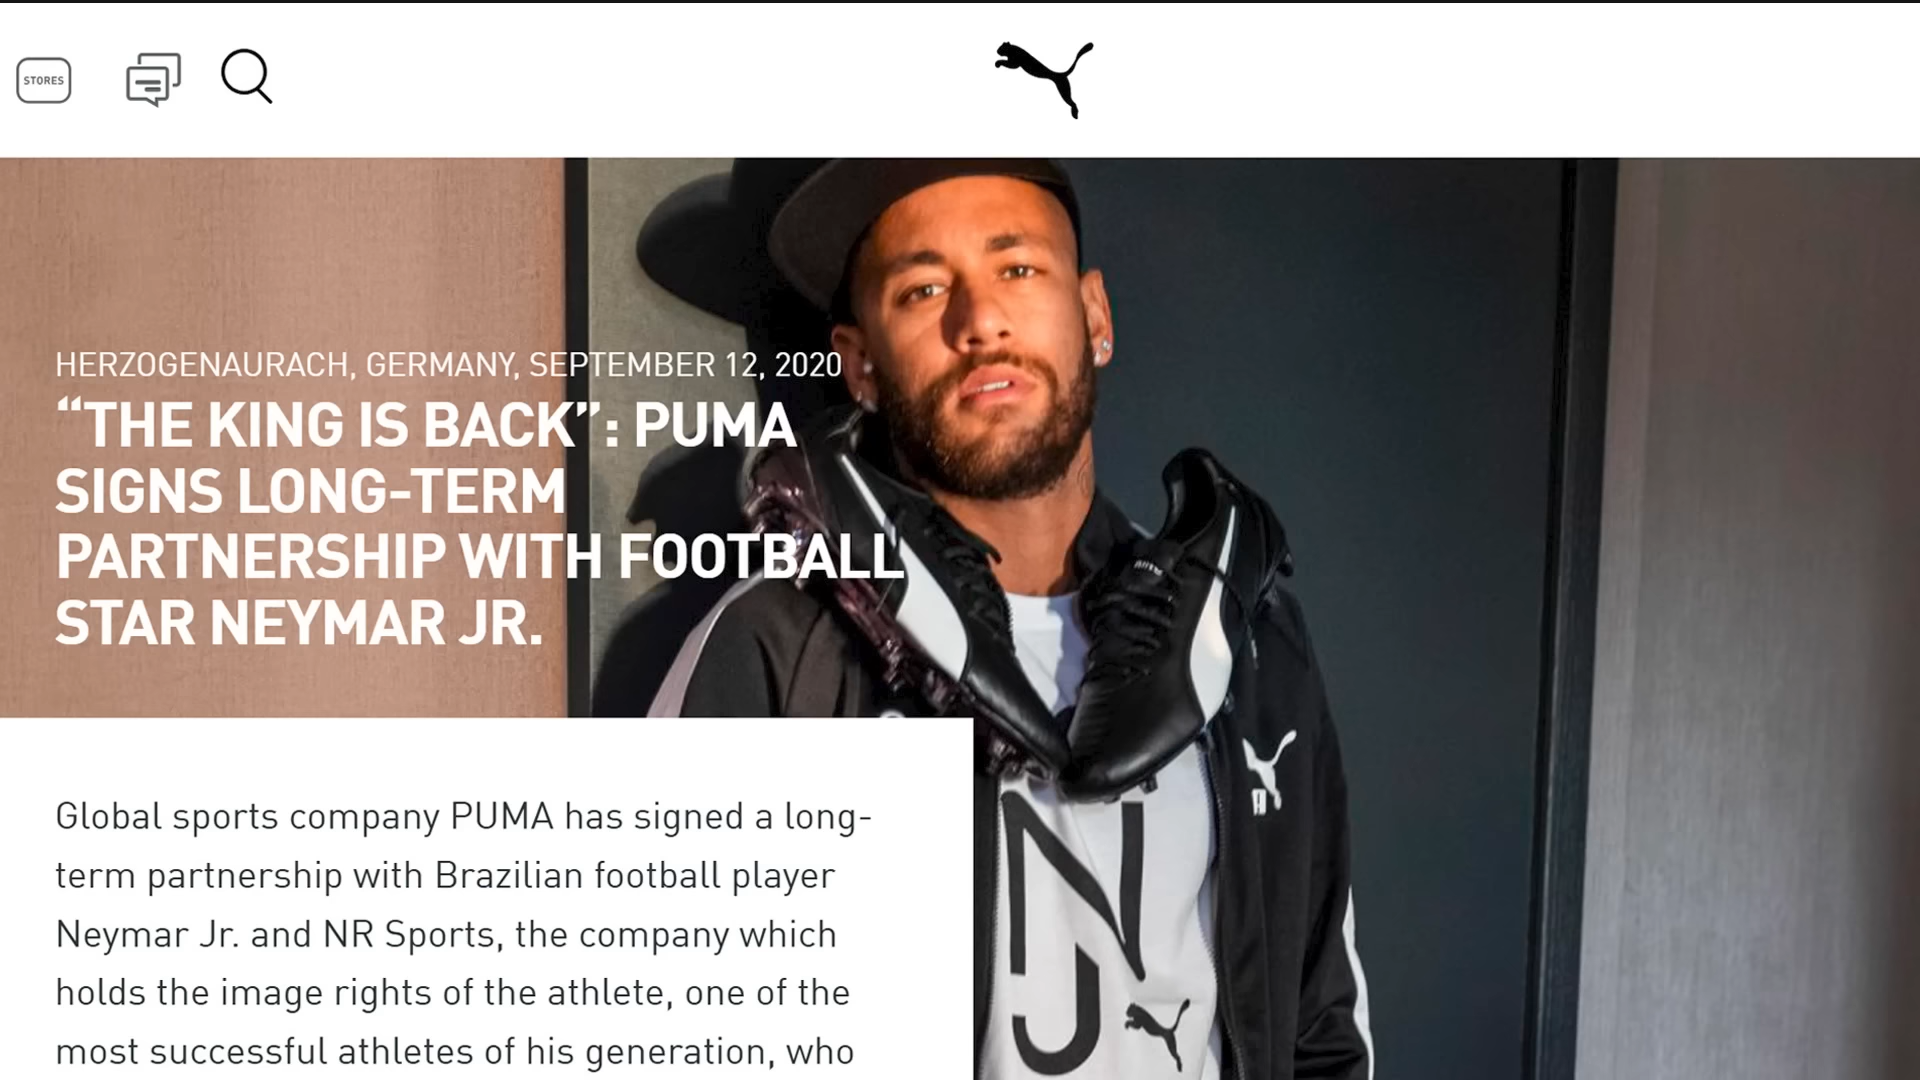 STORES
HERZOGENAURACH, GERMANY, SEPTEMBER 12, 2020
“THE KING IS BACK”: PUMA
SIGNS LONG-TERM
PARTNERSHIP WITH FOOTBALL
STAR NEYMAR JR.
Global sports company PUMA has signed a long-
term partnership with Brazilian football player
Neymar Jr. and NR Sports, the company which
holds the image rights of the athlete, one of the
most successful athletes of his generation, who
NJ